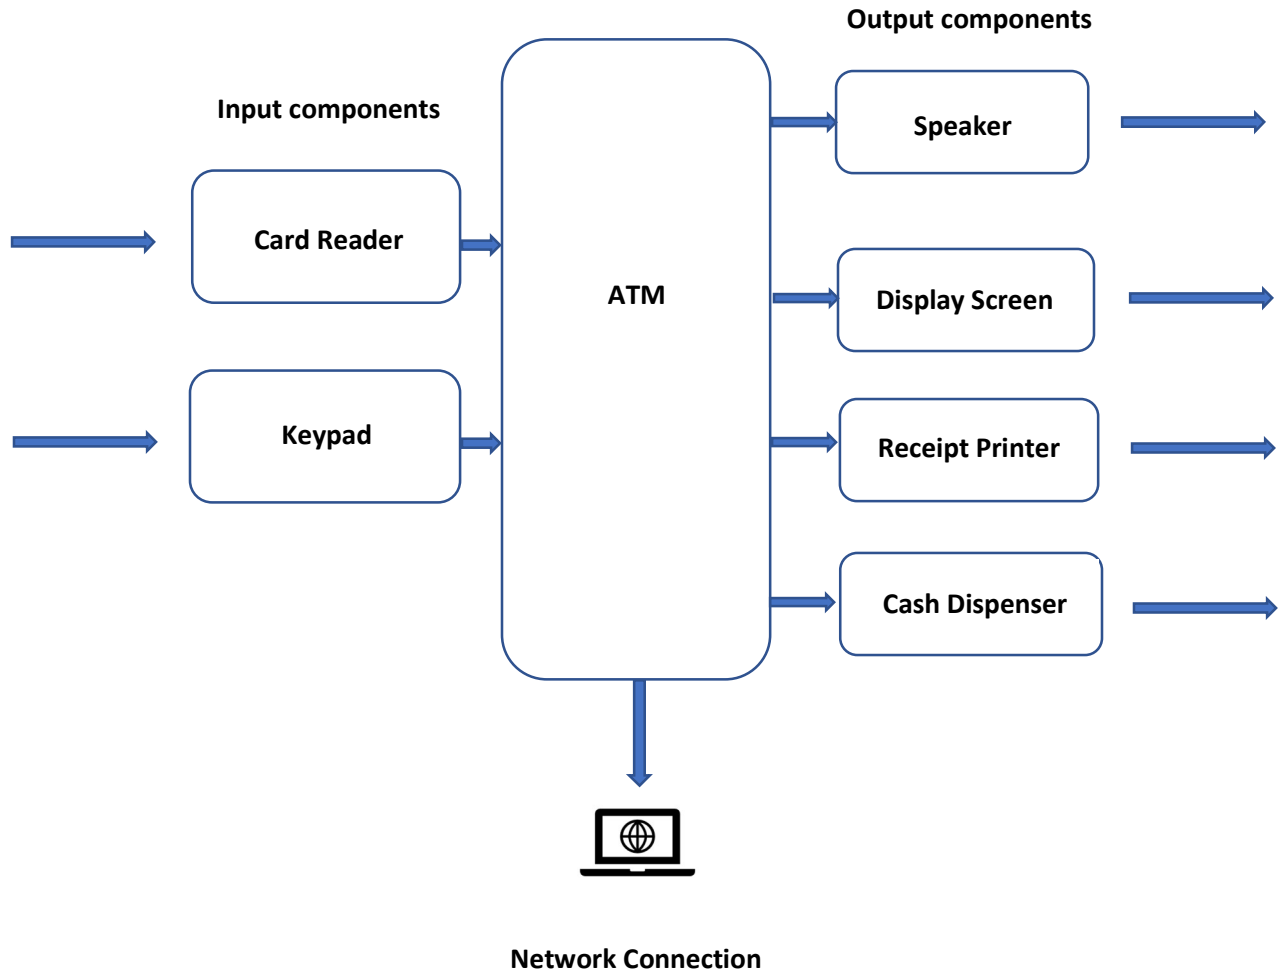 Output components
Input components
Speaker
Card Reader
ATM
Display Screen
Keypad
Receipt Printer
Cash Dispenser
Network Connection